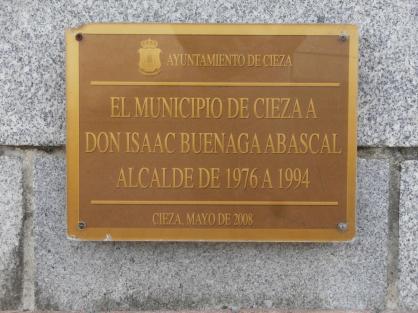 AYUNTAMIENTO DE CIEZA
EL MUNICIPIO DE CIEZA A
DON ISAAC BUENAGA ABASCAL
ALCALDE DE 1976 A 1994
CIEZA, MAYO DE 2008